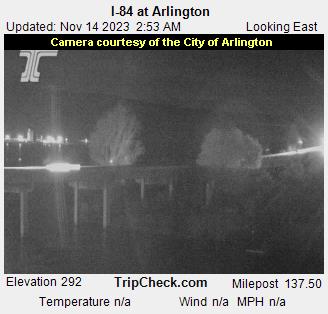 I-84 at Arlington
Updated: Nov 14 2023 2:53 AM Looking East
Camera courtesy of the City of Arlington
Elevation 292 TripCheck.com Milepost 137.50
Temperature n/a Wind n/a MPH n/a